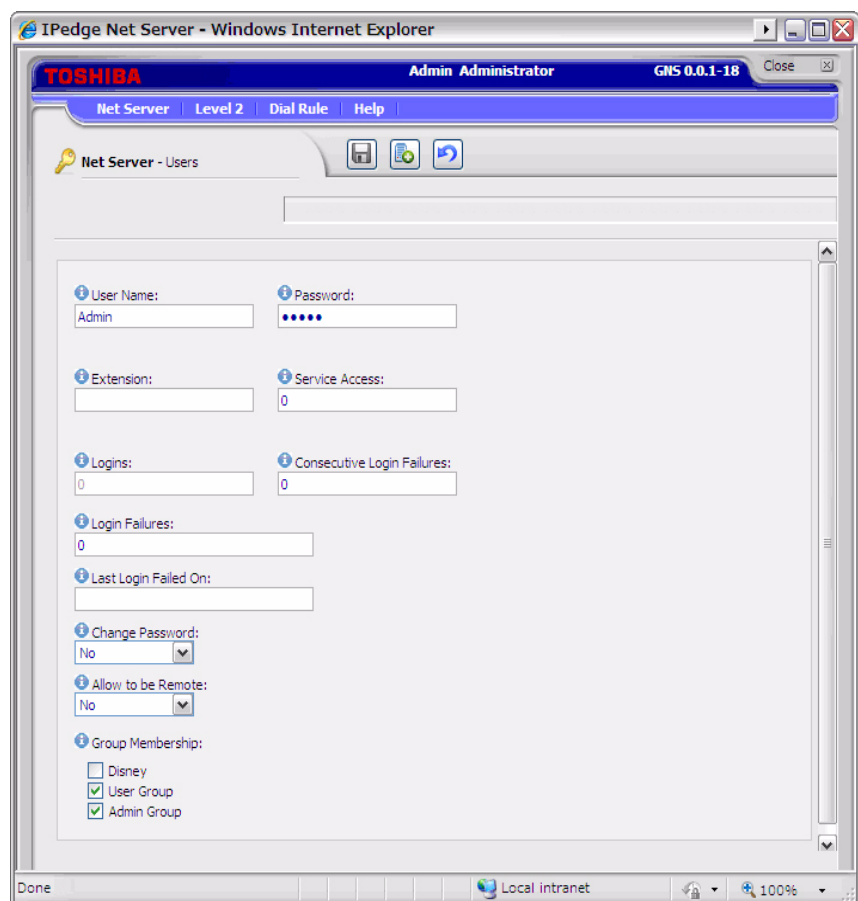 IPedge Net Server - Windows Internet Explorer
TOSHIBA Admin Administrator GNS 0.0.1-18 Close
Net Server Level 2 Dial Rule Help
Net Server - Users
User Name: Password:
Admin •••••
Extension: Service Access:
0
Logins: Consecutive Login Failures:
0 0
Login Failures:
0
Last Login Failed On:
Change Password:
No
Allow to be Remote:
No
Group Membership:
Disney
User Group
Admin Group
Done Local intranet 100%